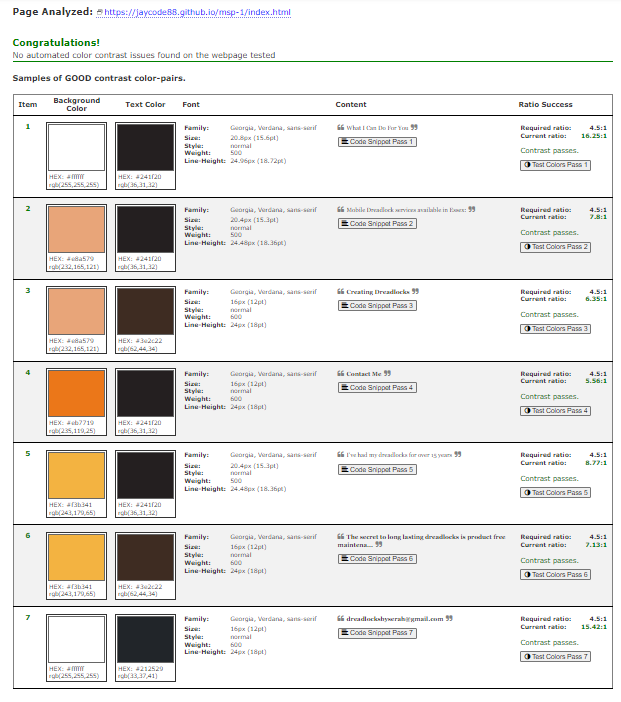 Page Analyzed: https://jaycode88.github.io/msp-1/index.html
Congratulations!
No automated color contrast issues found on the webpage tested
Samples of GOOD contrast color-pairs.
Item Background Color Text Color Font Content Ratio Success
1
HEX: #ffffff
rgb(255,255,255)
HEX: #241f20
rgb(36,31,32)
Family: Georgia, Verdana, sans-serif
Size: 20.8px (15.6pt)
Style: normal
Weight: 500
Line-Height: 24.96px (18.72pt)
❝ What I Can Do For You ❞
Code Snippet Pass 1
Required ratio: 4.5:1
Current ratio: 16.25:1
Contrast passes.
Test Colors Pass 1
2
HEX: #e8a579
rgb(232,165,121)
HEX: #241f20
rgb(36,31,32)
Family: Georgia, Verdana, sans-serif
Size: 20.4px (15.3pt)
Style: normal
Weight: 500
Line-Height: 24.48px (18.36pt)
❝ Mobile Dreadlock services available in Essex: ❞
Code Snippet Pass 2
Required ratio: 4.5:1
Current ratio: 7.8:1
Contrast passes.
Test Colors Pass 2
3
HEX: #e8a579
rgb(232,165,121)
HEX: #3e2c22
rgb(62,44,34)
Family: Georgia, Verdana, sans-serif
Size: 16px (12pt)
Style: normal
Weight: 600
Line-Height: 24px (18pt)
❝ Creating Dreadlocks ❞
Code Snippet Pass 3
Required ratio: 4.5:1
Current ratio: 6.35:1
Contrast passes.
Test Colors Pass 3
4
HEX: #eb7719
rgb(235,119,25)
HEX: #241f20
rgb(36,31,32)
Family: Georgia, Verdana, sans-serif
Size: 16px (12pt)
Style: normal
Weight: 600
Line-Height: 24px (18pt)
❝ Contact Me ❞
Code Snippet Pass 4
Required ratio: 4.5:1
Current ratio: 5.56:1
Contrast passes.
Test Colors Pass 4
5
HEX: #f3b341
rgb(243,179,65)
HEX: #241f20
rgb(36,31,32)
Family: Georgia, Verdana, sans-serif
Size: 20.4px (15.3pt)
Style: normal
Weight: 500
Line-Height: 24.48px (18.36pt)
❝ I've had my dreadlocks for over 15 years ❞
Code Snippet Pass 5
Required ratio: 4.5:1
Current ratio: 8.77:1
Contrast passes.
Test Colors Pass 5
6
HEX: #f3b341
rgb(243,179,65)
HEX: #3e2c22
rgb(62,44,34)
Family: Georgia, Verdana, sans-serif
Size: 16px (12pt)
Style: normal
Weight: 600
Line-Height: 24px (18pt)
❝ The secret to long lasting dreadlocks is product free
maintena... ❞
Code Snippet Pass 6
Required ratio: 4.5:1
Current ratio: 7.13:1
Contrast passes.
Test Colors Pass 6
7
HEX: #ffffff
rgb(255,255,255)
HEX: #212529
rgb(33,37,41)
Family: Georgia, Verdana, sans-serif
Size: 16px (12pt)
Style: normal
Weight: 600
Line-Height: 24px (18pt)
❝ dreadlocksbyserah@gmail.com ❞
Code Snippet Pass 7
Required ratio: 4.5:1
Current ratio: 15.42:1
Contrast passes.
Test Colors Pass 7